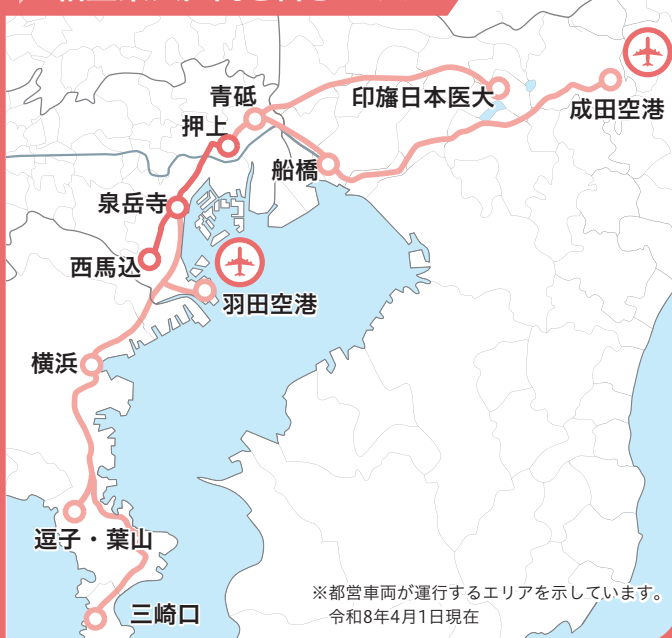 青砥
印旛日本医大
成田空港
押上
船橋
泉岳寺
西馬込
羽田空港
横浜
逗子・葉山
三崎口
※都営車両が運行するエリアを示しています。
令和8年4月1日現在